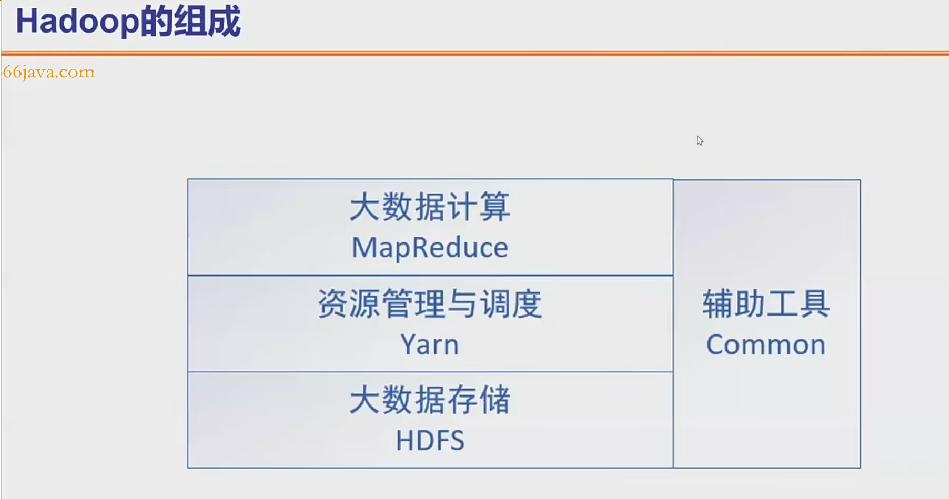 Hadoop的组成
66java.com
大数据计算
MapReduce
资源管理与调度
Yarn
大数据存储
HDFS
辅助工具
Common